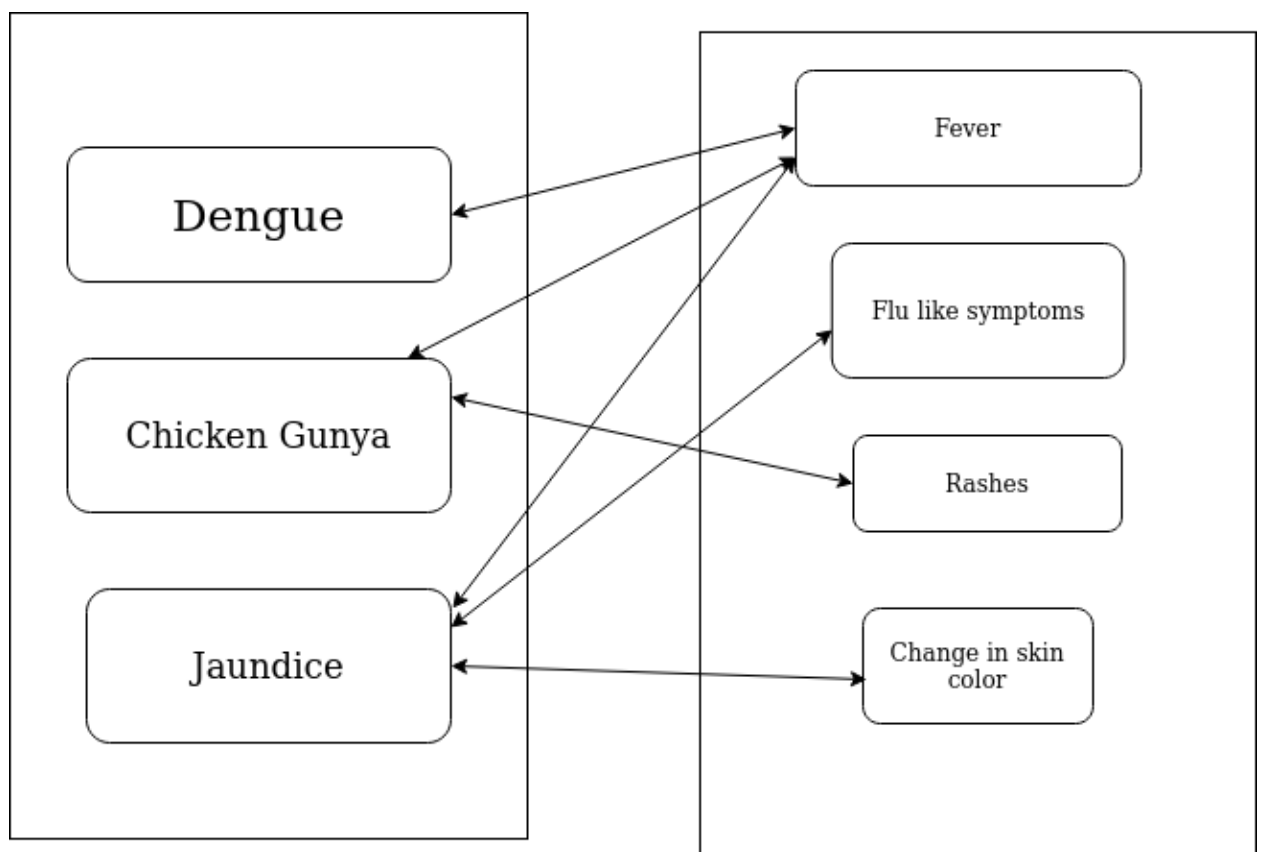 Dengue
Chicken Gunya
Jaundice
Fever
Flu like symptoms
Rashes
Change in skin
color